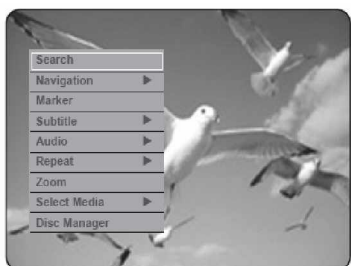 Search
Navigation ▶
Marker
Subtitle ▶
Audio ▶
Repeat ▶
Zoom
Select Media ▶
Disc Manager